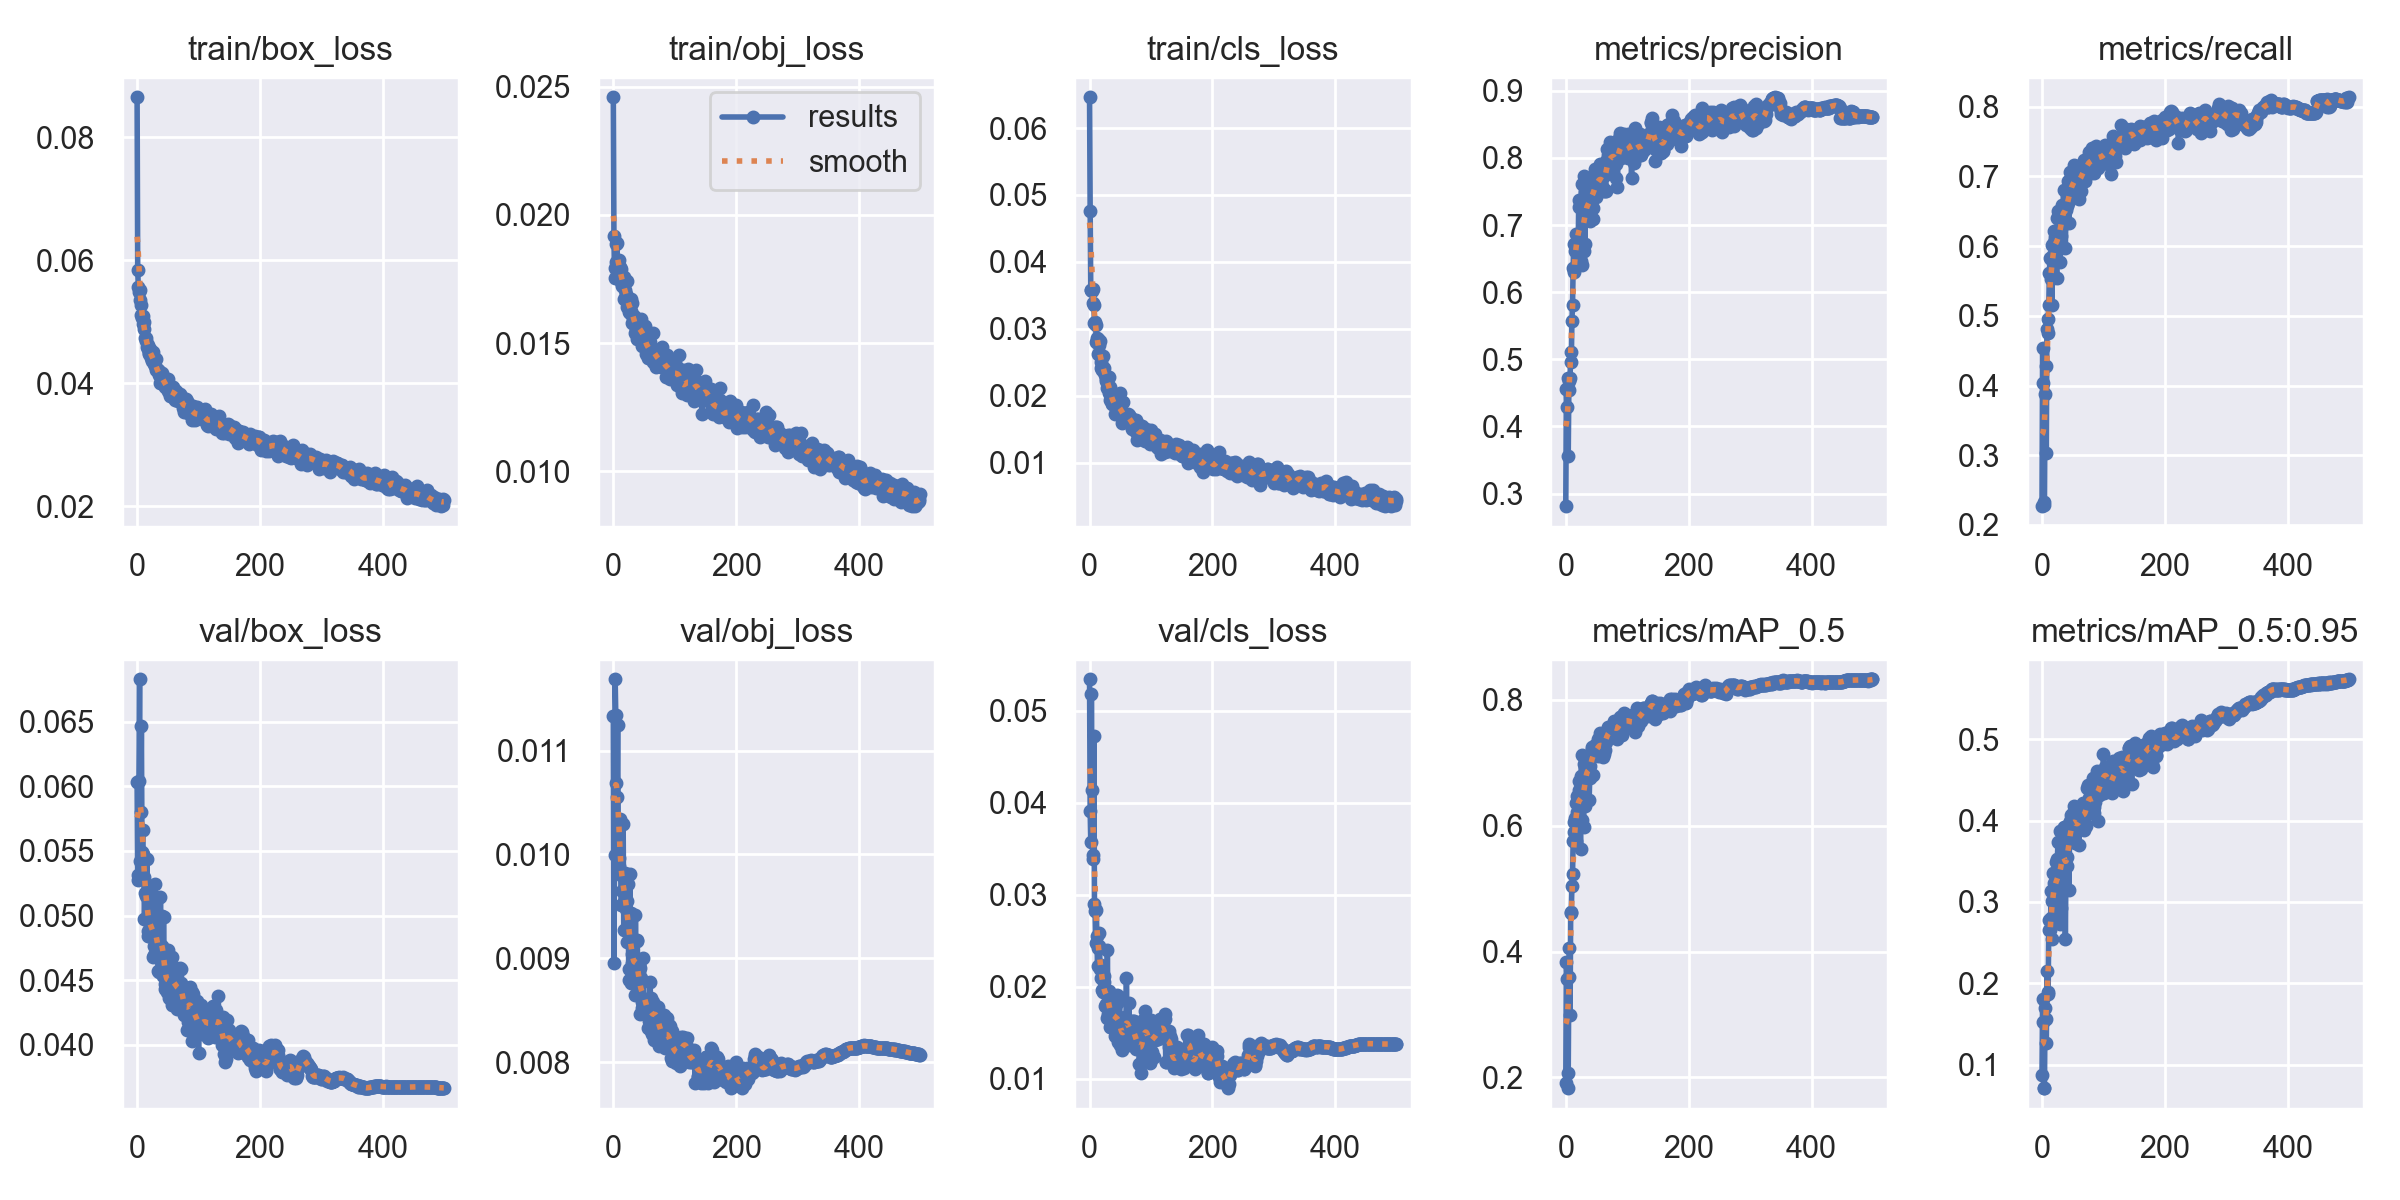 train/box_loss
0.08
0.06
0.04
0.02
0 200 400
train/obj_loss
results
smooth
0.025
0.020
0.015
0.010
0 200 400
train/cls_loss
0.06
0.05
0.04
0.03
0.02
0.01
0 200 400
metrics/precision
0.9
0.8
0.7
0.6
0.5
0.4
0.3
0 200 400
metrics/recall
0.8
0.7
0.6
0.5
0.4
0.3
0.2
0 200 400
val/box_loss
0.065
0.060
0.055
0.050
0.045
0.040
0 200 400
val/obj_loss
0.011
0.010
0.009
0.008
0 200 400
val/cls_loss
0.05
0.04
0.03
0.02
0.01
0 200 400
metrics/mAP_0.5
0.8
0.6
0.4
0.2
0 200 400
metrics/mAP_0.5:0.95
0.5
0.4
0.3
0.2
0.1
0 200 400